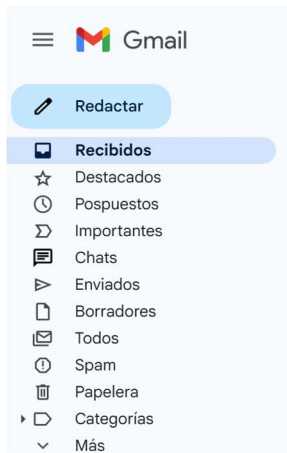 Gmail
Redactar
Recibidos
Destacados
Pospuestos
Importantes
Chats
Enviados
Borradores
Todos
Spam
Papelera
Categorías
Más